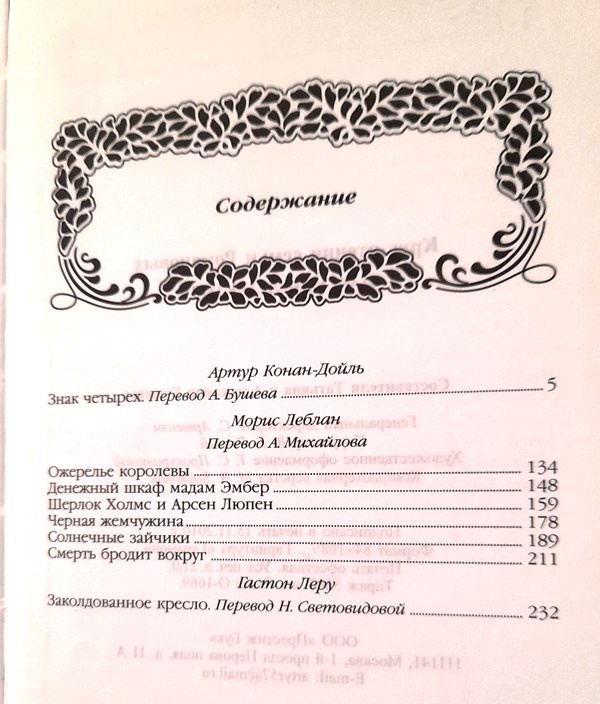 Содержание
Артур Конан-Дойль
Знак четырех. Перевод А. Бушева 5
Морис Леблан
Перевод А. Михайлова
Ожерелье королевы 134
Денежный шкаф мадам Эмбер 148
Шерлок Холмс и Арсен Люпен 159
Черная жемчужина 178
Солнечные зайчики 189
Смерть бродит вокруг 211
Гастон Леру
Заколдованное кресло. Перевод Н. Световидовой 232